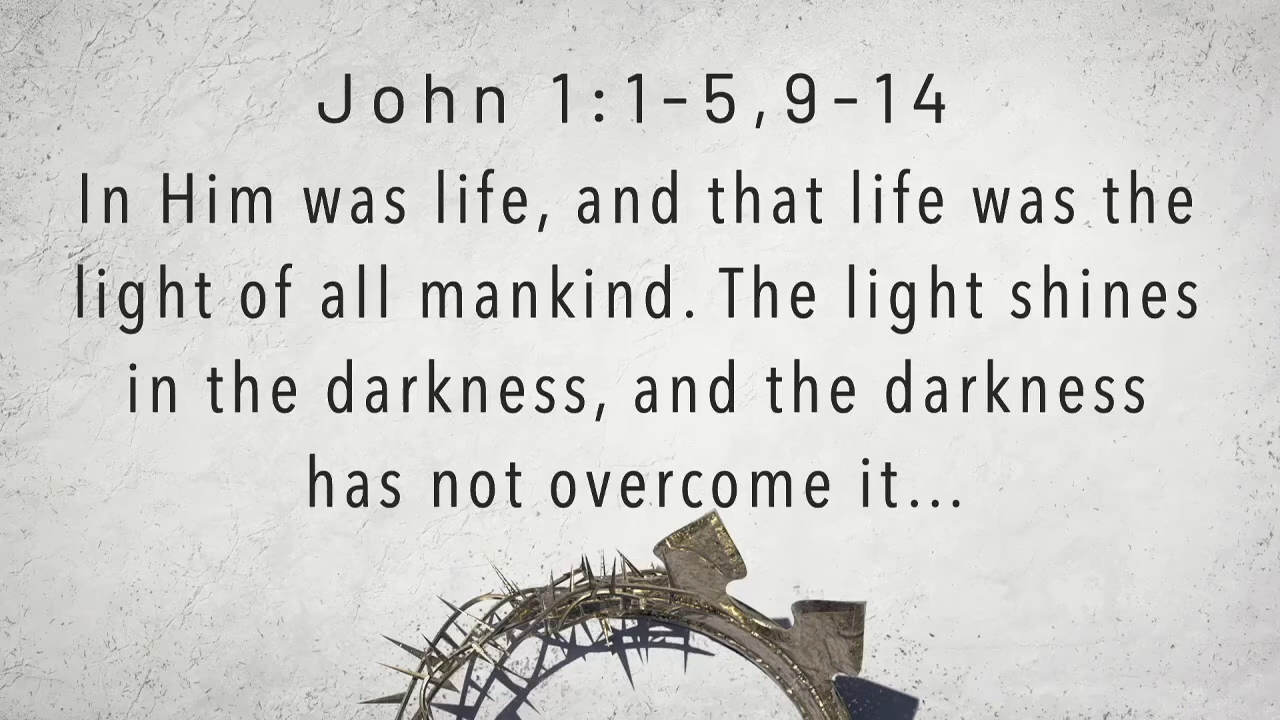 John 1:1-5,9-14
In Him was life, and that life was the
light of all mankind. The light shines
in the darkness, and the darkness
has not overcome it...